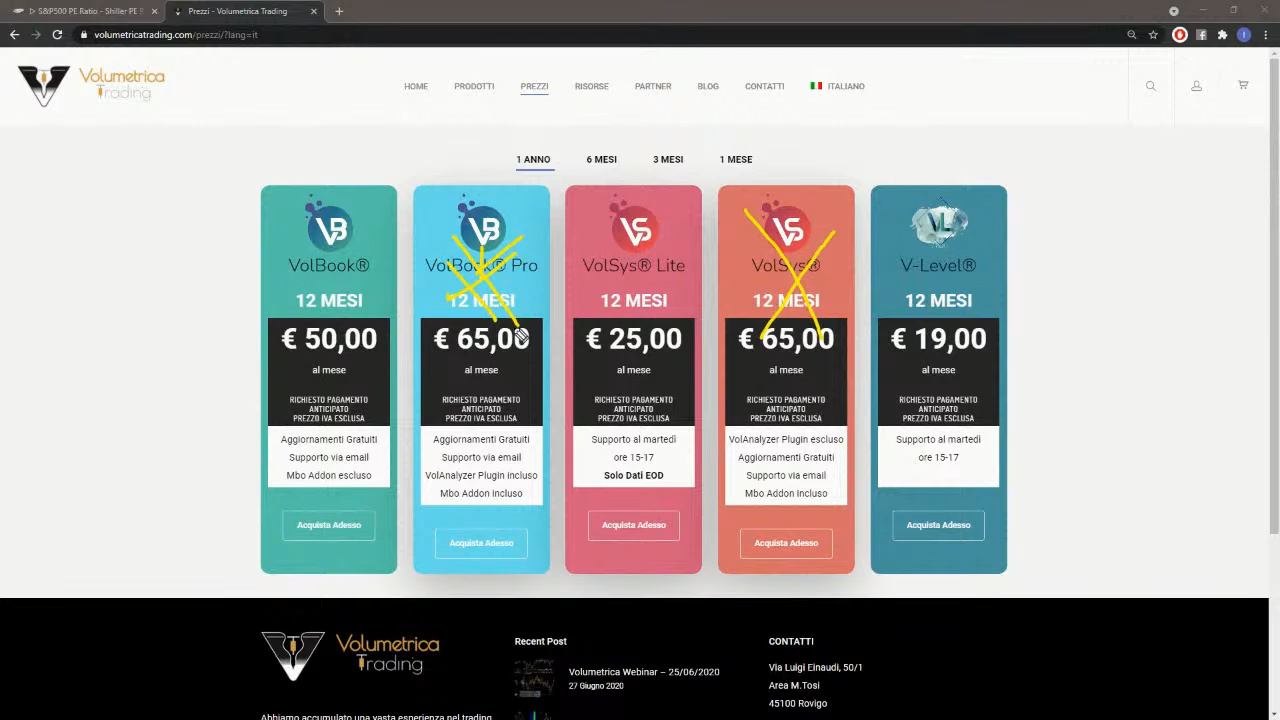 S&P500 PE Ratio – Shiller PE
Prezzi – Volumetrica Trading
volumetricatrading.com/prezzi/?lang=it
Volumetrica
Trading
HOME PRODOTTI PREZZI RISORSE PARTNER BLOG CONTATTI ITALIANO
1 ANNO 6 MESI 3 MESI 1 MESE
VB
VolBook®
12 MESI
€ 50,00
al mese
RICHIESTO PAGAMENTO
ANTICIPATO
PREZZO IVA ESCLUSA
Aggiornamenti Gratuiti
Supporto via email
Mbo Addon escluso
Acquista Adesso
VB
VolBook® Pro
12 MESI
€ 65,00
al mese
RICHIESTO PAGAMENTO
ANTICIPATO
PREZZO IVA ESCLUSA
Aggiornamenti Gratuiti
Supporto via email
VolAnalyzer Plugin incluso
Mbo Addon incluso
Acquista Adesso
VS
VolSys® Lite
12 MESI
€ 25,00
al mese
RICHIESTO PAGAMENTO
ANTICIPATO
PREZZO IVA ESCLUSA
Supporto al martedì
ore 15-17
Solo Dati EOD
Acquista Adesso
VS
VolSys®
12 MESI
€ 65,00
al mese
RICHIESTO PAGAMENTO
ANTICIPATO
PREZZO IVA ESCLUSA
VolAnalyzer Plugin escluso
Aggiornamenti Gratuiti
Supporto via email
Mbo Addon incluso
Acquista Adesso
VL
V-Level®
12 MESI
€ 19,00
al mese
RICHIESTO PAGAMENTO
ANTICIPATO
PREZZO IVA ESCLUSA
Supporto al martedì
ore 15-17
Acquista Adesso
Volumetrica
Trading
Abbiamo accumulato una vasta esperienza nel trading
Recent Post
Volumetrica Webinar – 25/06/2020
27 Giugno 2020
CONTATTI
Via Luigi Einaudi, 50/1
Area M.Tosi
45100 Rovigo